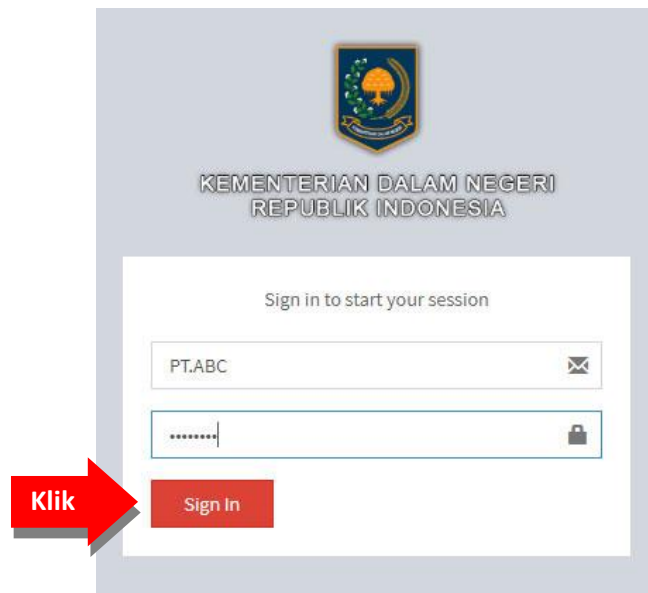 KEMENTERIAN DALAM NEGERI
REPUBLIK INDONESIA
Sign in to start your session
PT.ABC
••••••••
Klik
Sign In